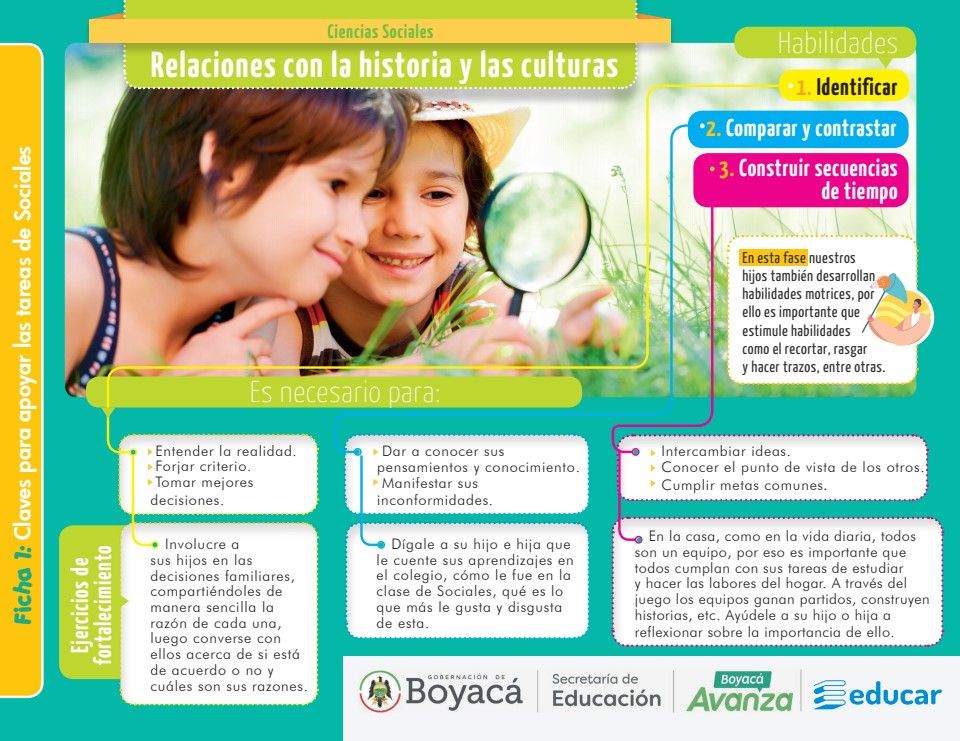 Ciencias Sociales
Relaciones con la historia y las culturas
Habilidades
• 1. Identificar
• 2. Comparar y contrastar
• 3. Construir secuencias
de tiempo
En esta fase nuestros
hijos también desarrollan
habilidades motrices, por
ello es importante que
estimule habilidades
como el recortar, rasgar
y hacer trazos, entre otras.
Ficha 1: Claves para apoyar las tareas de Sociales
Es necesario para:
Entender la realidad.
Forjar criterio.
Tomar mejores
decisiones.
Dar a conocer sus
pensamientos y conocimiento.
Manifestar sus
inconformidades.
Intercambiar ideas.
Conocer el punto de vista de los otros.
Cumplir metas comunes.
Ejercicios de
fortalecimiento
Involucre a
sus hijos en las
decisiones familiares,
compartiéndoles de
manera sencilla la
razón de cada una,
luego converse con
ellos acerca de si está
de acuerdo o no y
cuáles son sus razones.
Dígale a su hijo e hija que
le cuente sus aprendizajes en
el colegio, cómo le fue en la
clase de Sociales, qué es lo
que más le gusta y disgusta
de esta.
En la casa, como en la vida diaria, todos
son un equipo, por eso es importante que
todos cumplan con sus tareas de estudiar
y hacer las labores del hogar. A través del
juego los equipos ganan partidos, construyen
historias, etc. Ayúdele a su hijo o hija a
reflexionar sobre la importancia de ello.
GOBERNACIÓN DE
Boyacá
Secretaría de
Educación
Boyacá
Avanza
educar